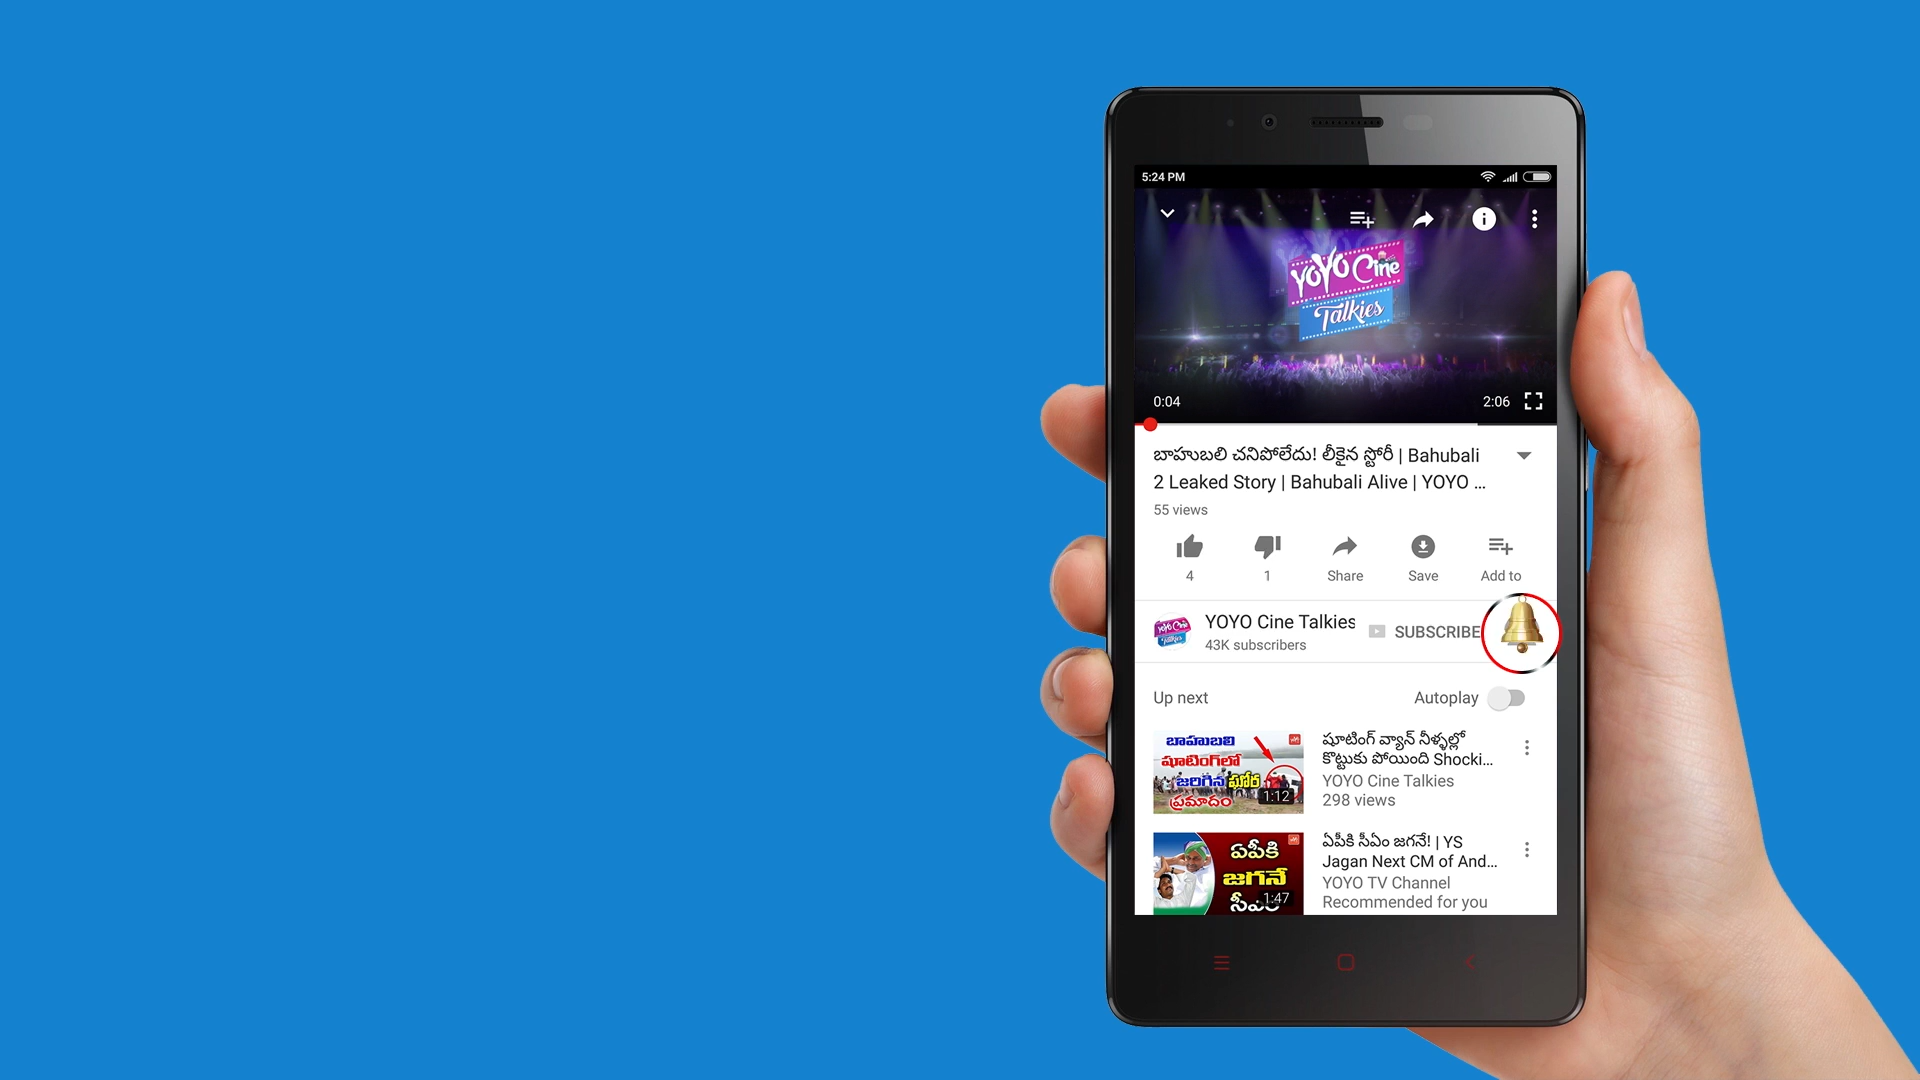 5:24 PM
YOYO Cine
Talkies
0:04
2:06
బాహుబలి చనిపోలేదు! లీకైన స్టోరీ | Bahubali
2 Leaked Story | Bahubali Alive | YOYO ...
55 views
4
1
Share
Save
Add to
YOYO Cine
Talkies
YOYO Cine Talkies
43K subscribers
SUBSCRIBE
Up next
Autoplay
బాహుబలి
షూటింగ్‌లో
జరిగిన ఘోర
ప్రమాదం
1:12
షూటింగ్ వ్యాన్ నీళ్ళల్లో
కొట్టుకు పోయింది Shocki...
YOYO Cine Talkies
298 views
ఏపీకి
జగనే
సీఎం
1:47
ఏపీకి సీఎం జగనే! | YS
Jagan Next CM of And...
YOYO TV Channel
Recommended for you